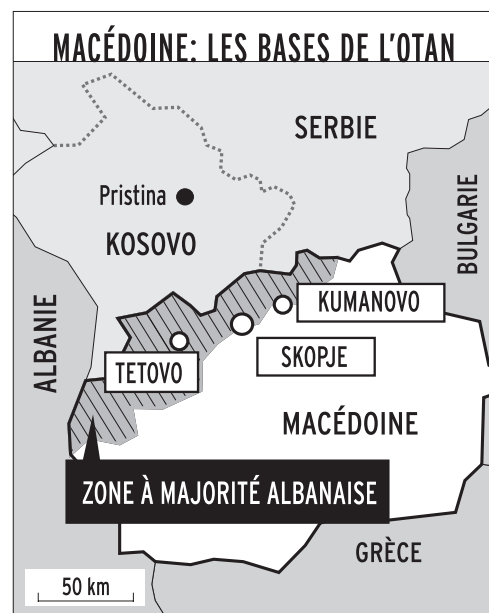 MACÉDOINE: LES BASES DE L'OTAN
SERBIE
Pristina
KOSOVO
BULGARIE
ALBANIE
KUMANOVO
SKOPJE
TETOVO
MACÉDOINE
ZONE À MAJORITÉ ALBANAISE
GRÈCE
50 km